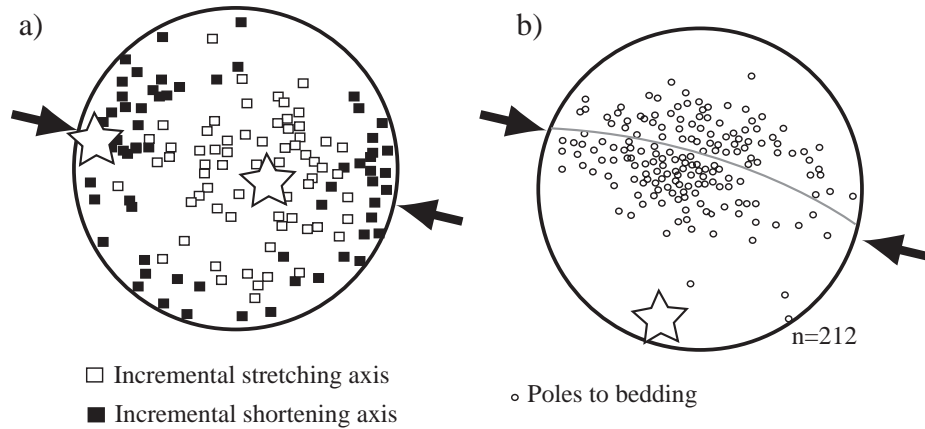 a)
b)
n=212
Incremental stretching axis
Incremental shortening axis
Poles to bedding